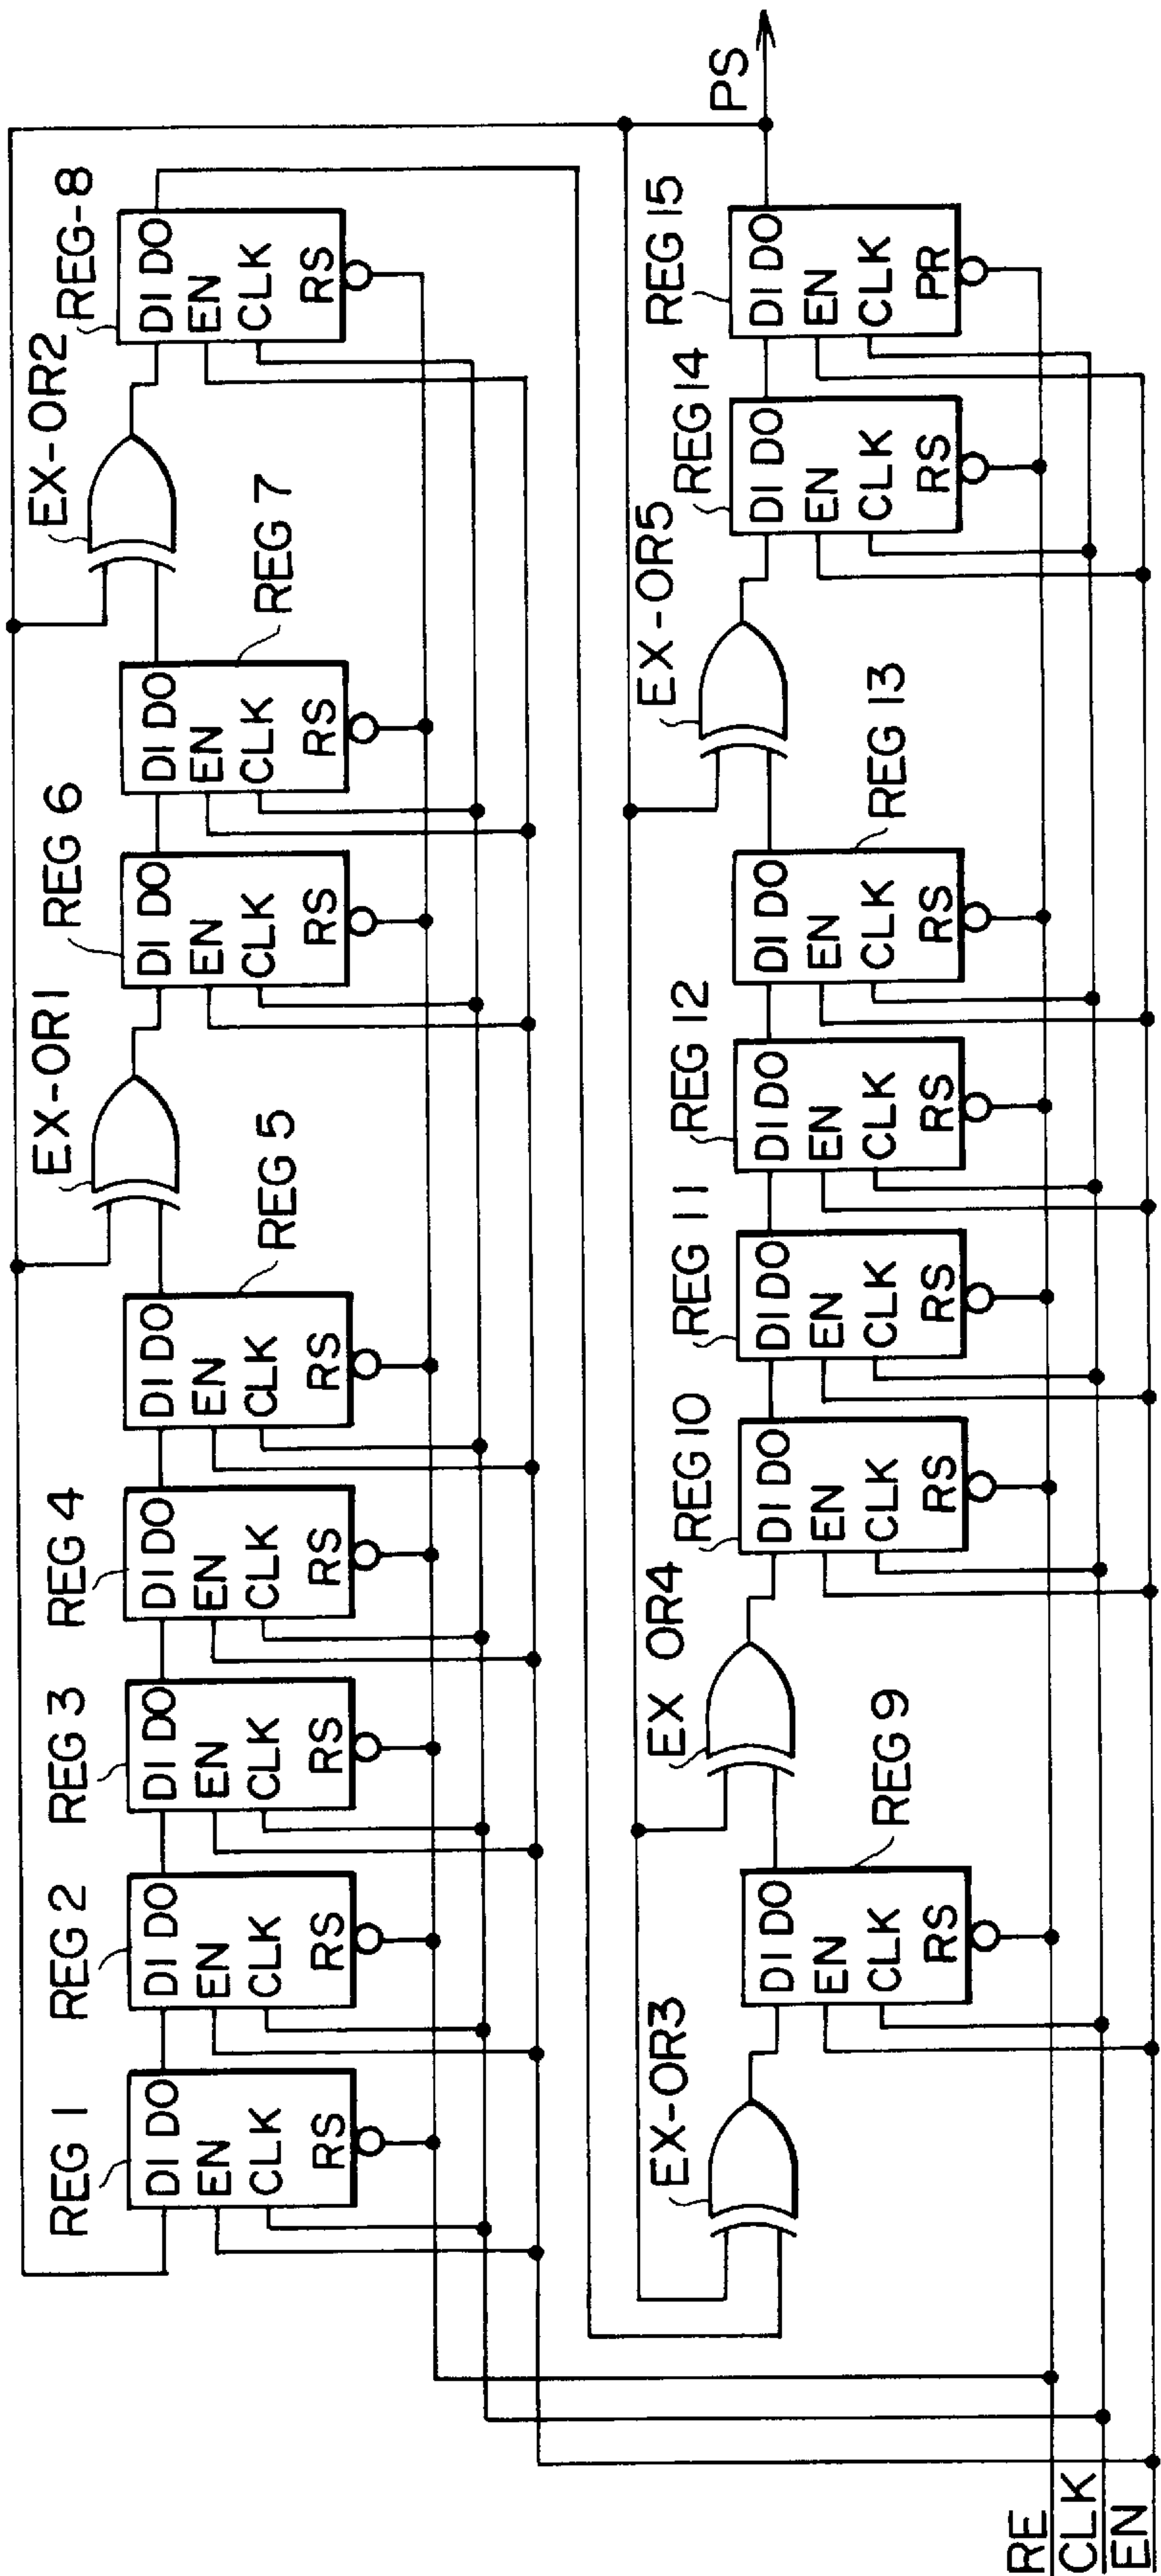 REG 1
DI DO
EN
CLK
RS
REG 2
DI DO
EN
CLK
RS
REG 3
DI DO
EN
CLK
RS
REG 4
DI DO
EN
CLK
RS
REG 5
DI DO
EN
CLK
RS
EX-OR1
REG 6
DI DO
EN
CLK
RS
REG 7
DI DO
EN
CLK
RS
EX-OR2
REG-8
DI DO
EN
CLK
RS
EX-OR3
REG 9
DI DO
EN
CLK
RS
EX OR4
REG 10
DI DO
EN
CLK
RS
REG 11
DI DO
EN
CLK
RS
REG 12
DI DO
EN
CLK
RS
REG 13
DI DO
EN
CLK
RS
EX-OR5
REG 14
DI DO
EN
CLK
RS
REG 15
DI DO
EN
CLK
PR
PS
RE
CLK
EN